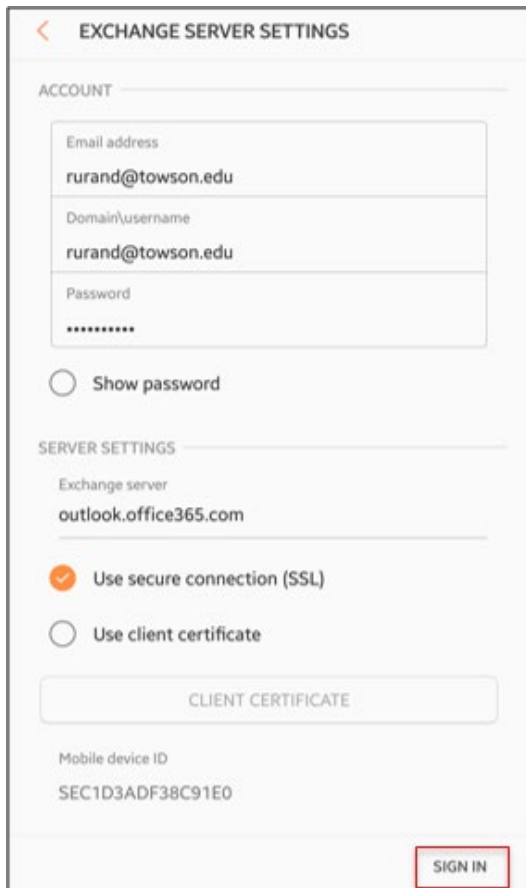 EXCHANGE SERVER SETTINGS
ACCOUNT
Email address
rurand@towson.edu
Domain\username
rurand@towson.edu
Password
••••••••••
Show password
SERVER SETTINGS
Exchange server
outlook.office365.com
Use secure connection (SSL)
Use client certificate
CLIENT CERTIFICATE
Mobile device ID
SEC1D3ADF38C91E0
SIGN IN